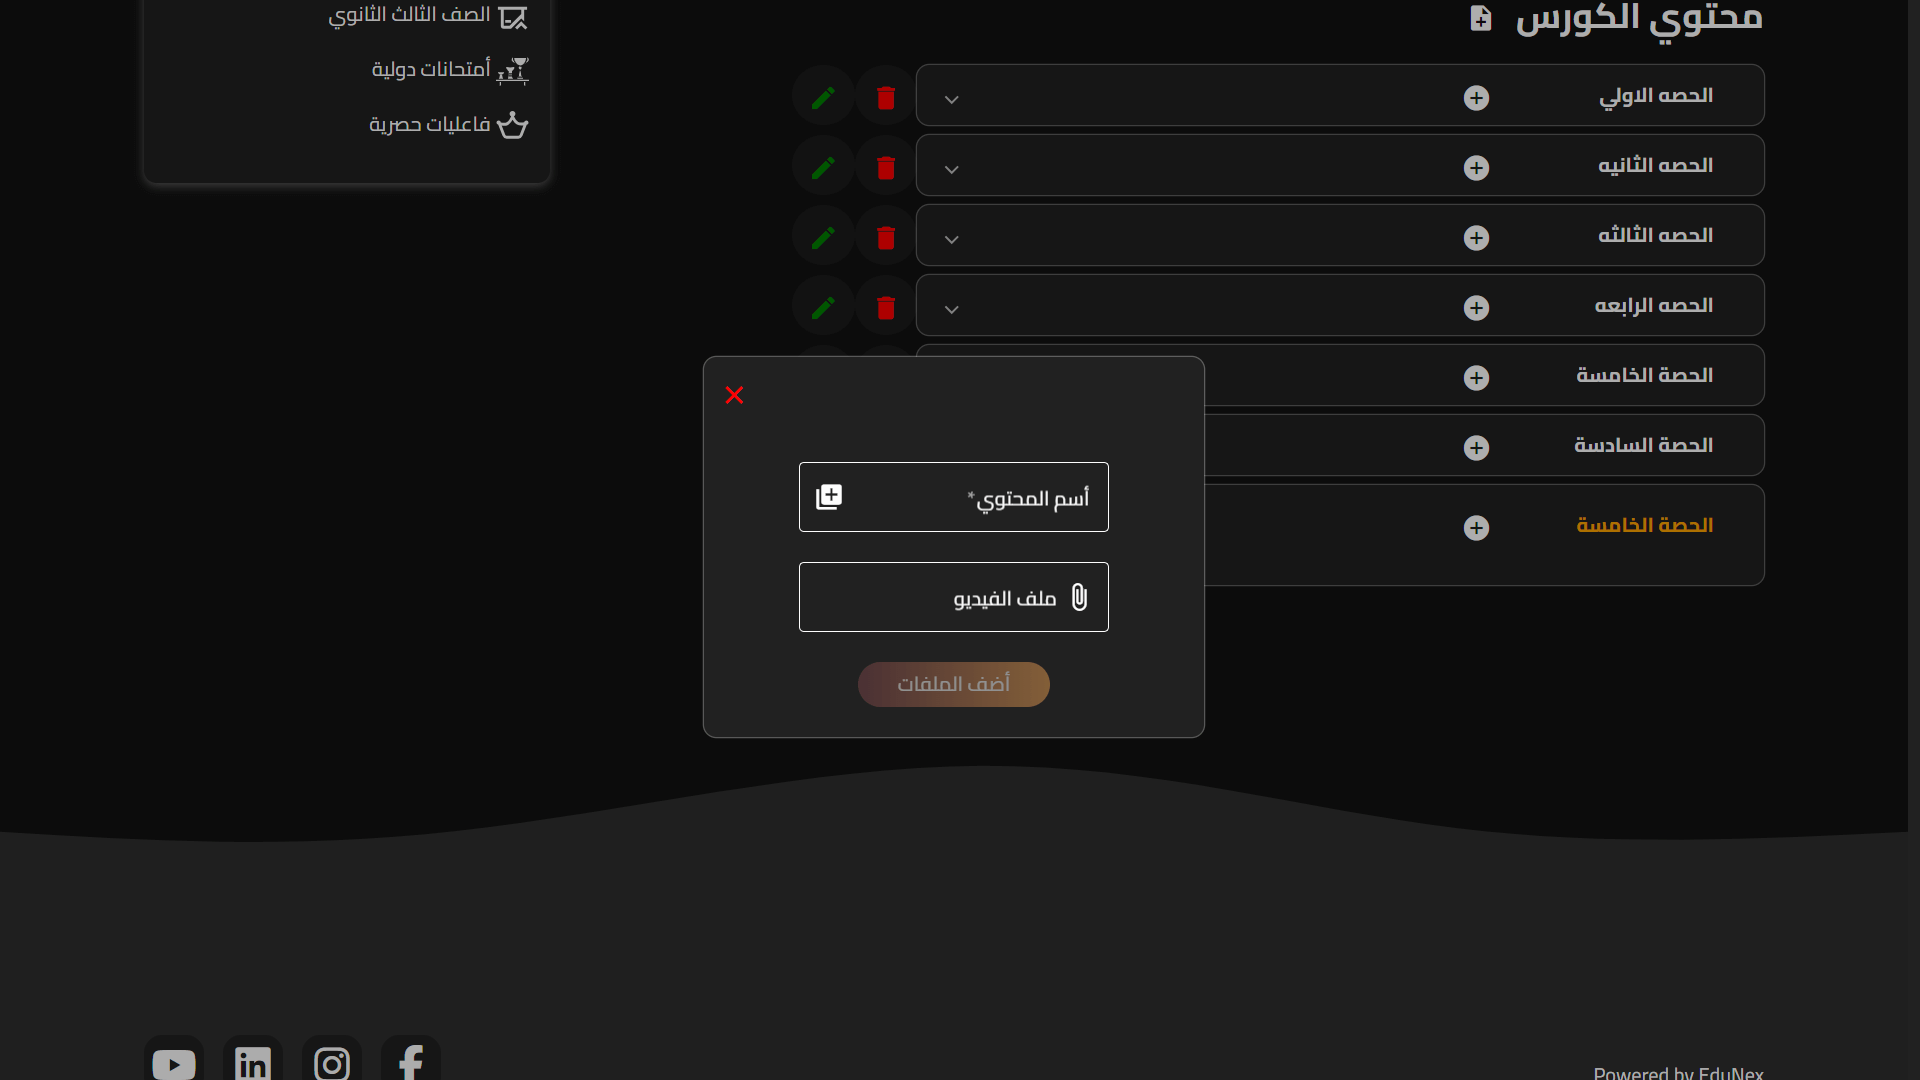 محتوي الكورس
الحصه الاولي
الحصه الثانيه
الحصه الثالثه
الحصه الرابعه
الحصة الخامسة
الحصة السادسة
الحصة الخامسة
الصف الثالث الثانوي
أمتحانات دولية
فاعليات حصرية
أسم المحتوي*
ملف الفيديو
أضف الملفات
Powered by EduNex